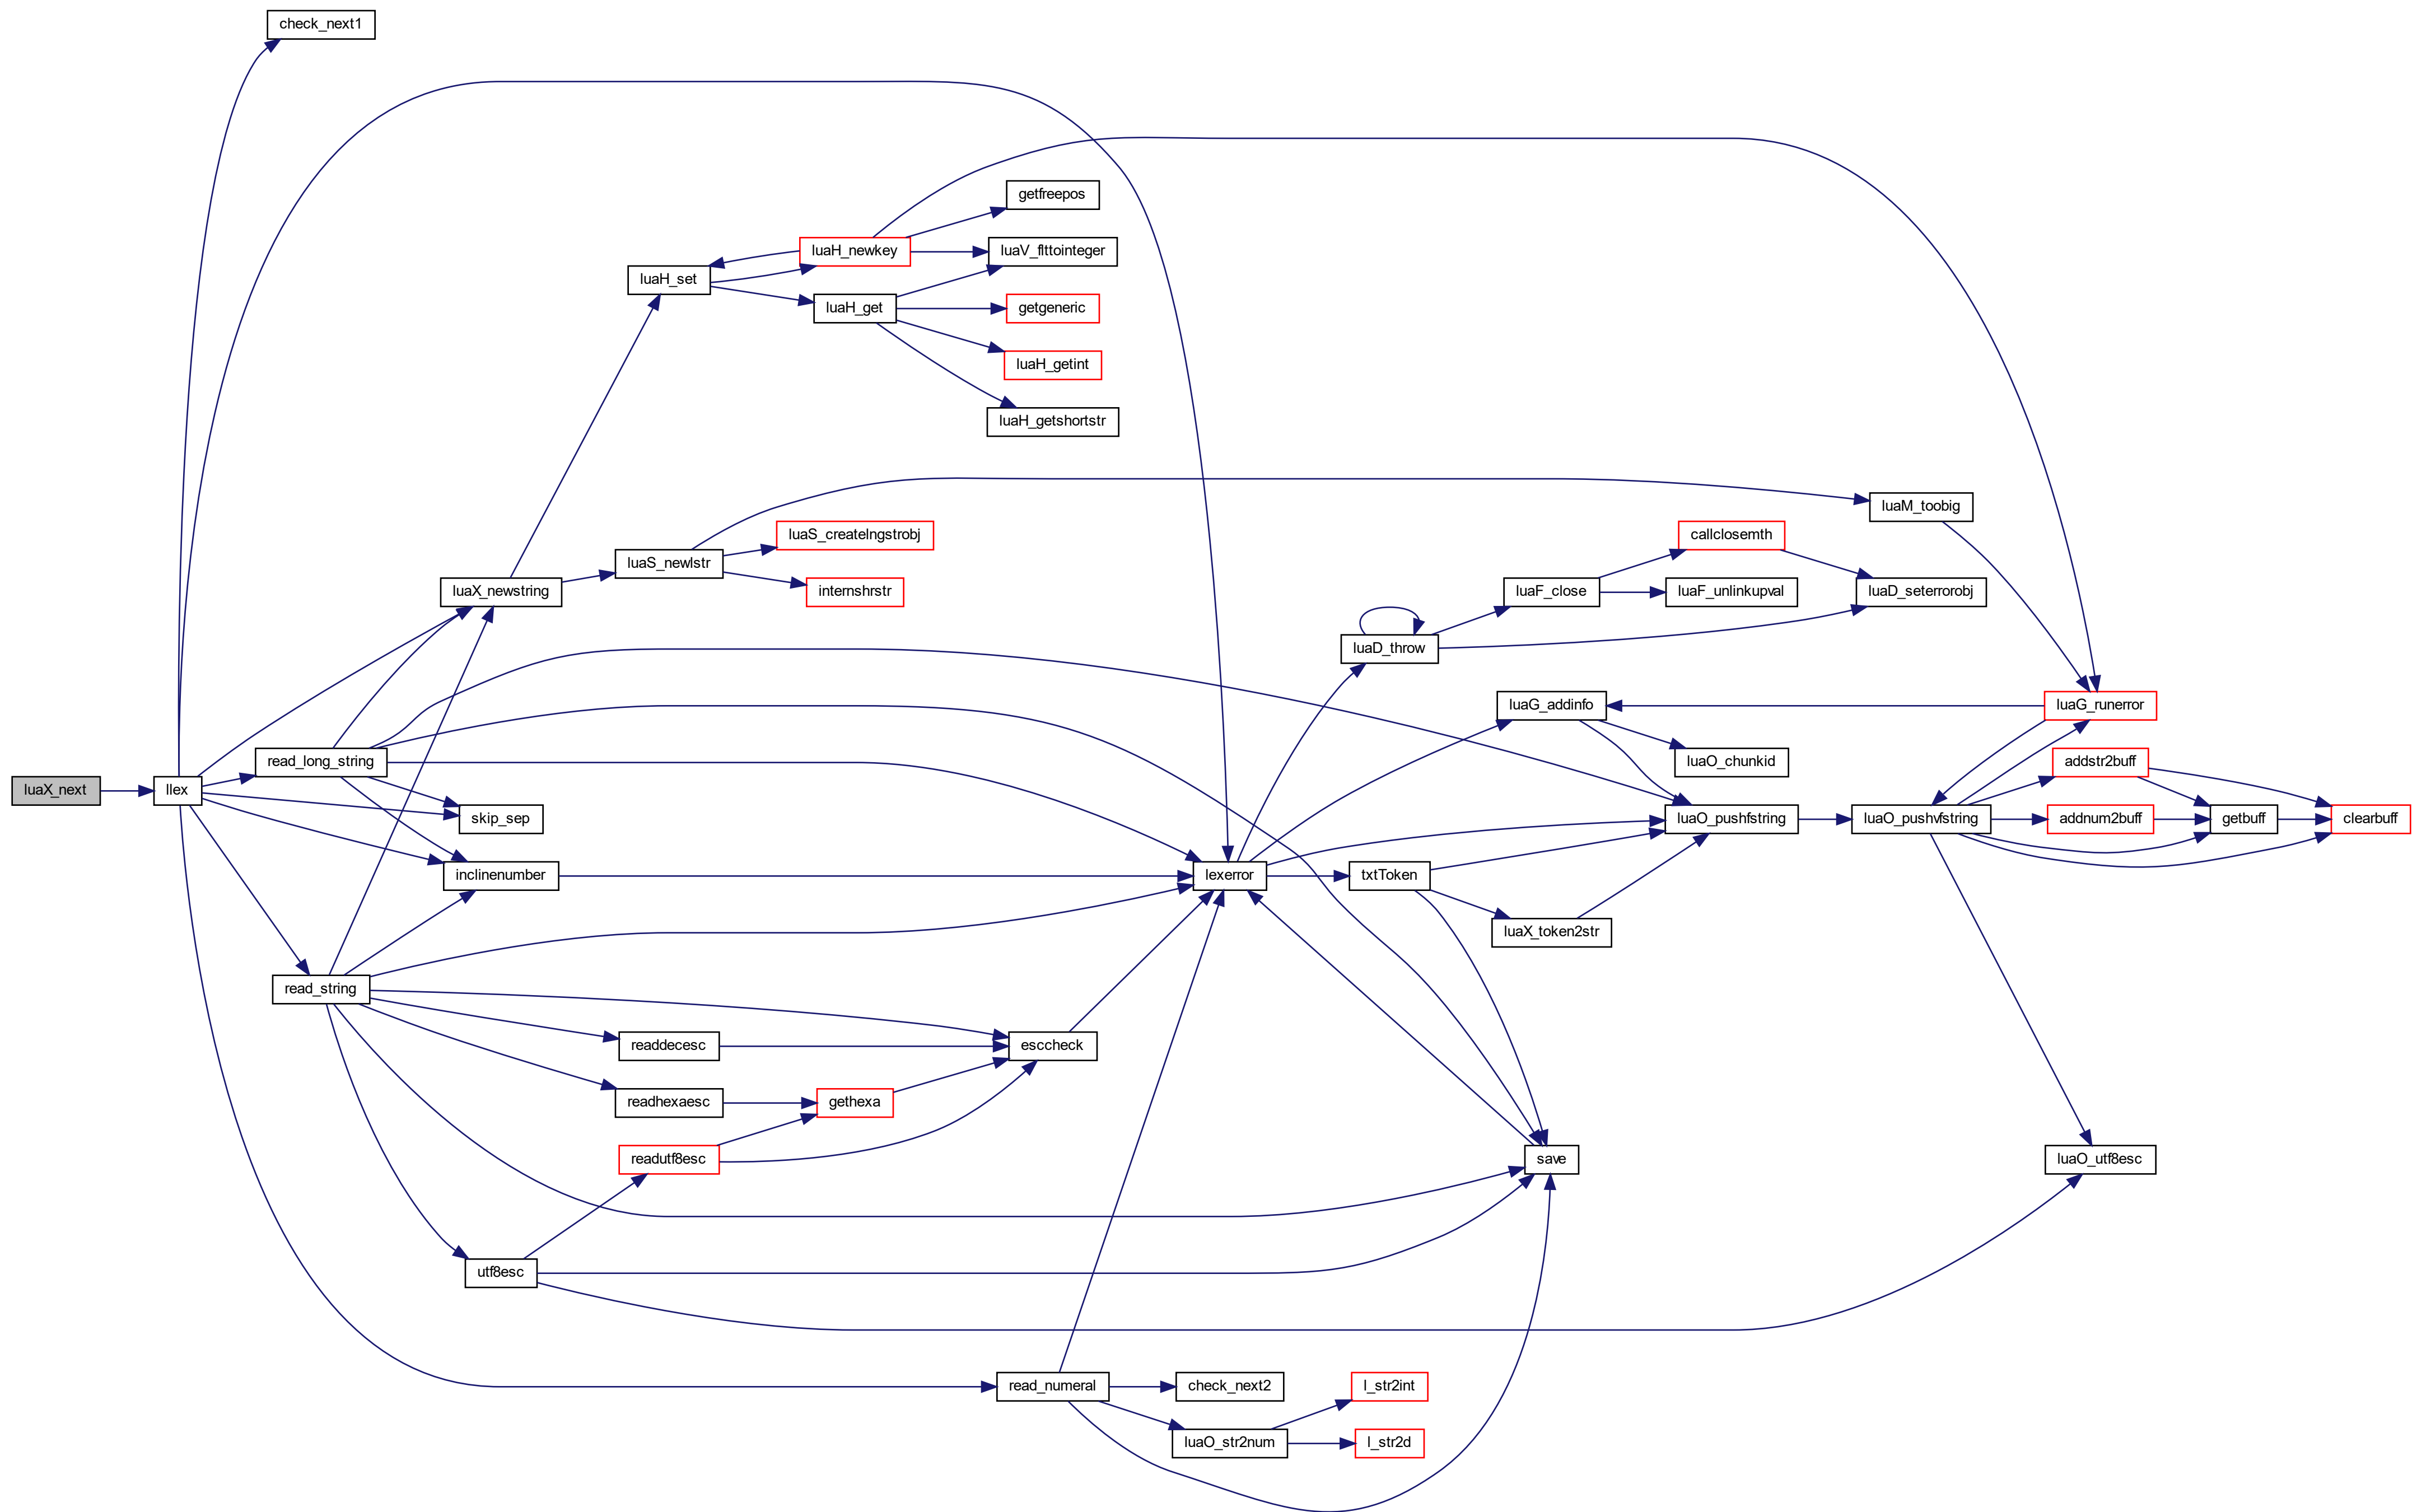 check_next1
getfreepos
luaH_newkey
luaV_flttointeger
luaH_set
luaH_get
getgeneric
luaH_getint
luaH_getshortstr
luaM_toobig
luaS_createlngstrobj
callclosemth
luaS_newlstr
luaX_newstring
internshrstr
luaF_close
luaF_unlinkupval
luaD_seterrorobj
luaD_throw
luaG_addinfo
luaG_runerror
read_long_string
luaO_chunkid
addstr2buff
luaX_next
llex
skip_sep
luaO_pushfstring
luaO_pushvfstring
addnum2buff
getbuff
clearbuff
inclinenumber
lexerror
txtToken
luaX_token2str
read_string
readdecesc
esccheck
readhexaesc
gethexa
readutf8esc
save
luaO_utf8esc
utf8esc
read_numeral
check_next2
l_str2int
luaO_str2num
l_str2d